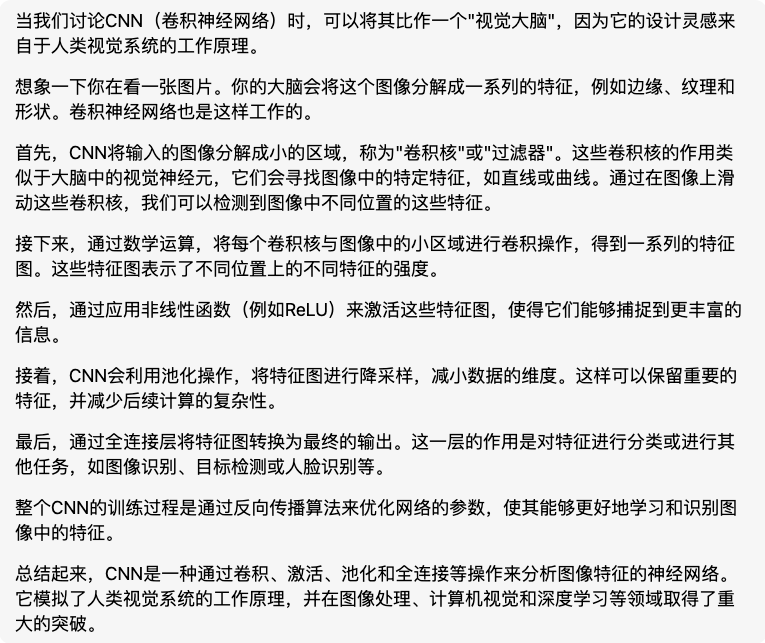 当我们讨论CNN（卷积神经网络）时，可以将其比作一个"视觉大脑"，因为它的设计灵感来
自于人类视觉系统的工作原理。
想象一下你在看一张图片。你的大脑会将这个图像分解成一系列的特征，例如边缘、纹理和
形状。卷积神经网络也是这样工作的。
首先，CNN将输入的图像分解成小的区域，称为"卷积核"或"过滤器"。这些卷积核的作用类
似于大脑中的视觉神经元，它们会寻找图像中的特定特征，如直线或曲线。通过在图像上滑
动这些卷积核，我们可以检测到图像中不同位置的这些特征。
接下来，通过数学运算，将每个卷积核与图像中的小区域进行卷积操作，得到一系列的特征
图。这些特征图表示了不同位置上的不同特征的强度。
然后，通过应用非线性函数（例如ReLU）来激活这些特征图，使得它们能够捕捉到更丰富的
信息。
接着，CNN会利用池化操作，将特征图进行降采样，减小数据的维度。这样可以保留重要的
特征，并减少后续计算的复杂性。
最后，通过全连接层将特征图转换为最终的输出。这一层的作用是对特征进行分类或进行其
他任务，如图像识别、目标检测或人脸识别等。
整个CNN的训练过程是通过反向传播算法来优化网络的参数，使其能够更好地学习和识别图
像中的特征。
总结起来，CNN是一种通过卷积、激活、池化和全连接等操作来分析图像特征的神经网络。
它模拟了人类视觉系统的工作原理，并在图像处理、计算机视觉和深度学习等领域取得了重
大的突破。